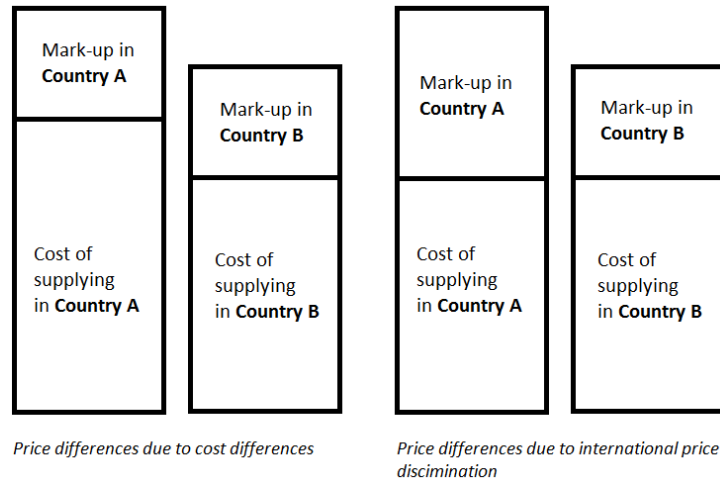 Mark-up in
Country A
Mark-up in
Country B
Cost of
supplying
in Country A
Cost of
supplying
in Country B
Price differences due to cost differences
Mark-up in
Country A
Mark-up in
Country B
Cost of
supplying
in Country A
Cost of
supplying
in Country B
Price differences due to international price
discimination